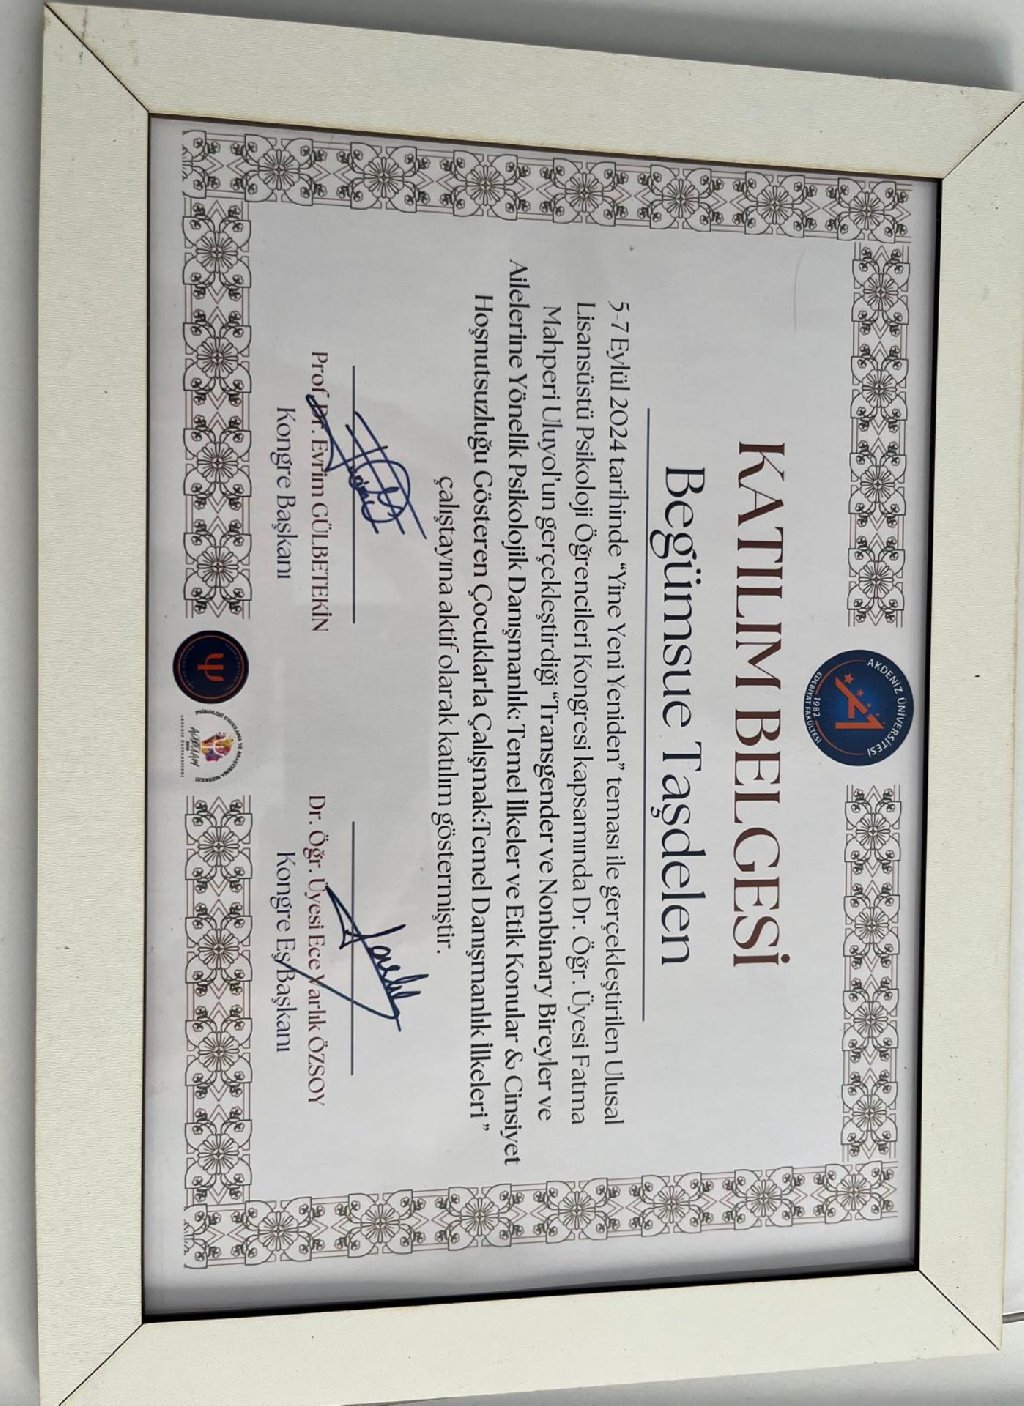 AKDENİZ ÜNİVERSİTESİ
1982
EDEBİYAT FAKÜLTESİ
KATILIM BELGESİ
Begümsue Taşdelen
5-7 Eylül 2024 tarihinde “Yine Yeni Yeniden” teması ile gerçekleştirilen Ulusal
Lisansüstü Psikoloji Öğrencileri Kongresi kapsamında Dr. Öğr. Üyesi Fatma
Mahperi Uluyol'un gerçekleştirdiği “Transgender ve Nonbinary Bireyler ve
Ailelerine Yönelik Psikolojik Danışmanlık: Temel İlkeler ve Etik Konular & Cinsiyet
Hoşnutsuzluğu Gösteren Çocuklarla Çalışmak:Temel Danışmanlık İlkeleri ”
çalıştayına aktif olarak katılım göstermiştir.
Prof. Dr. Evrim GÜLBETEKİN
Kongre Başkanı
Dr. Öğr. Üyesi Ece Varlık ÖZSOY
Kongre Eş Başkanı